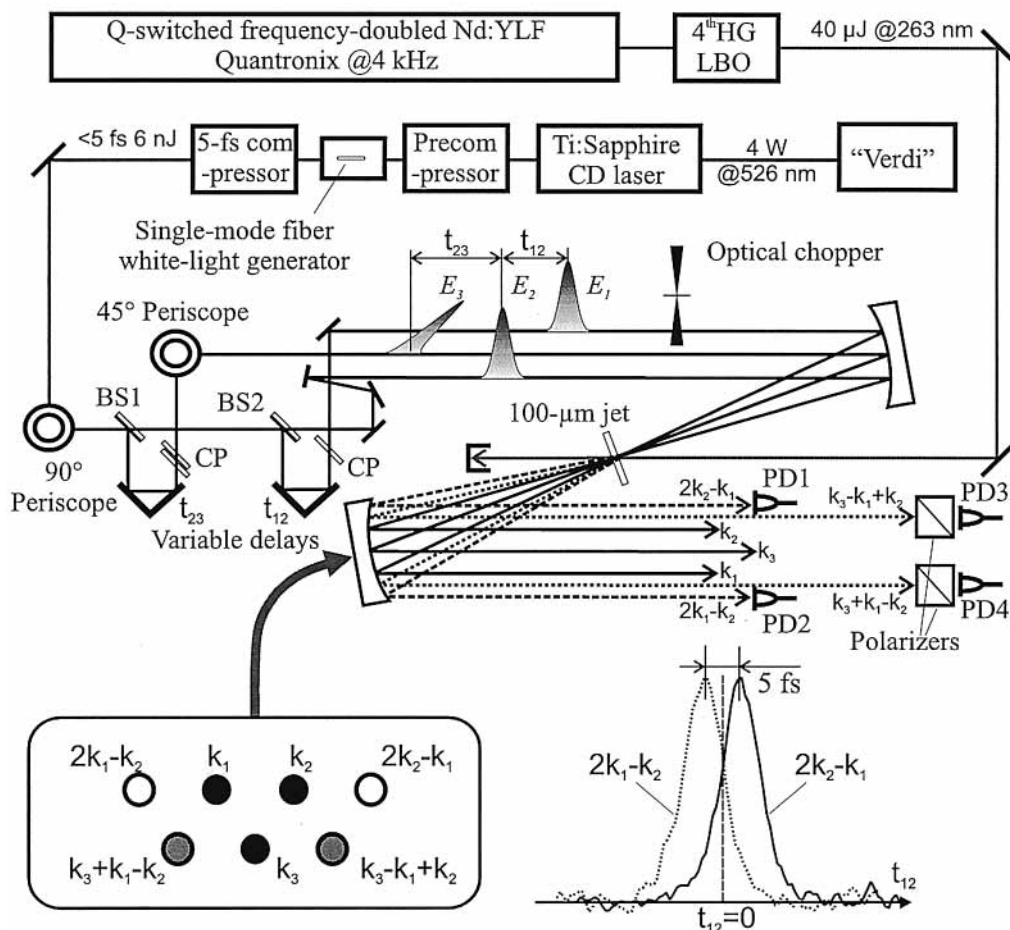 Q-switched frequency-doubled Nd:YLF
Quantronix @4 kHz
4thHG
LBO
40 µJ @263 nm
<5 fs 6 nJ
5-fs com
-pressor
Precom
-pressor
Ti:Sapphire
CD laser
4 W
@526 nm
“Verdi”
Single-mode fiber
white-light generator
t23
t12
Optical chopper
E3
E2
E1
45° Periscope
BS1
BS2
100-µm jet
CP
CP
90°
Periscope
t23
t12
Variable delays
2k2-k1
PD1
k3-k1+k2
PD3
k2
k3
k1
2k1-k2
PD2
k3+k1-k2
PD4
Polarizers
5 fs
2k1-k2
k1
k2
2k2-k1
k3+k1-k2
k3
k3-k1+k2
2k1-k2
2k2-k1
t12
t12=0